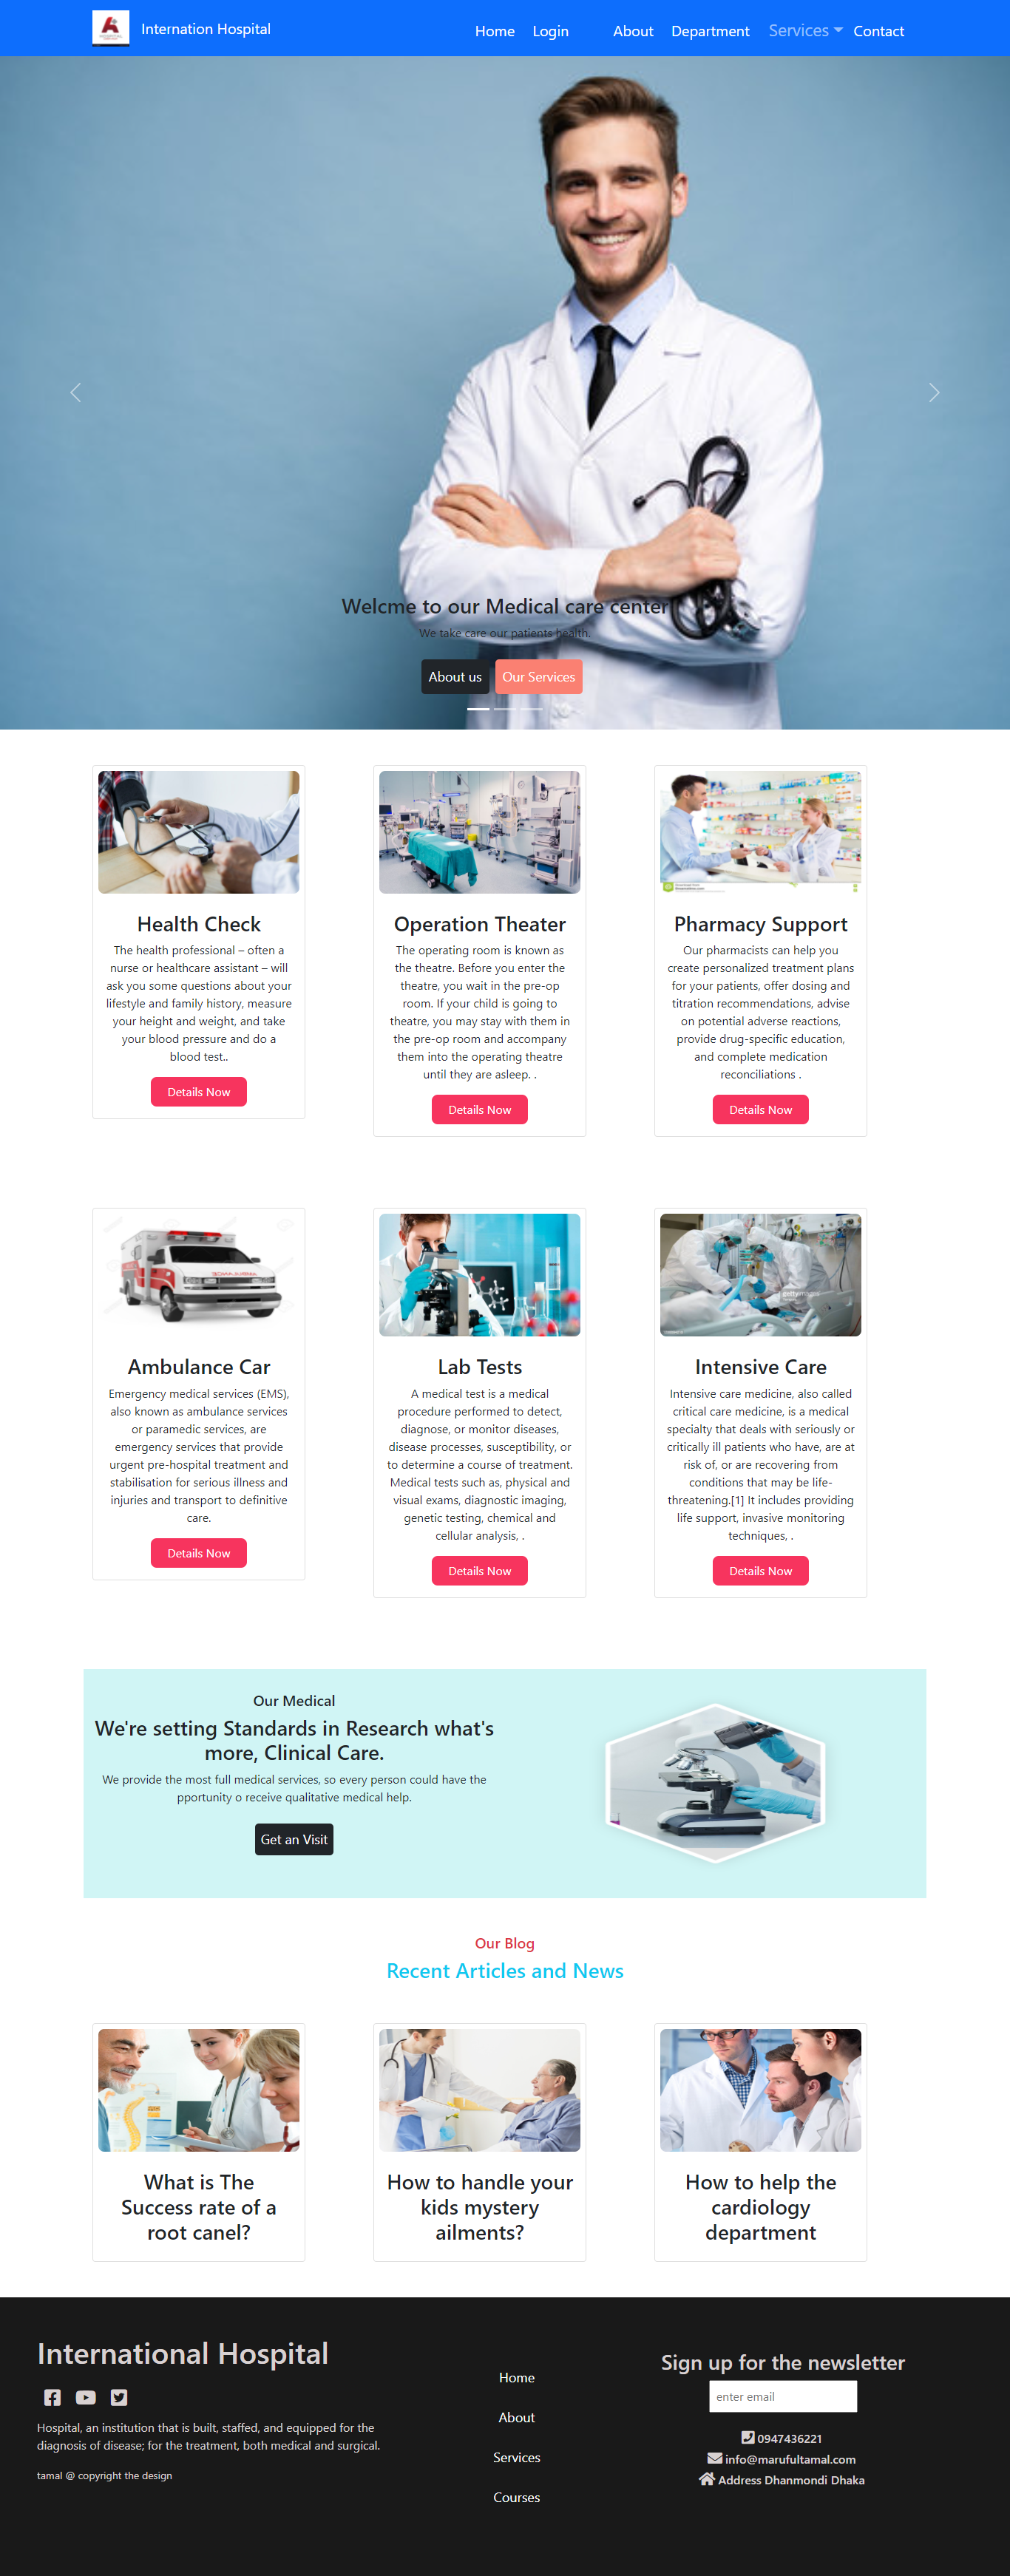 Internation Hospital
Home Login About Department Services Contact
Welcme to our Medical care center
We take care our patients health.
About us Our Services
Health Check
The health professional – often a
nurse or healthcare assistant – will
ask you some questions about your
lifestyle and family history, measure
your height and weight, and take
your blood pressure and do a
blood test..
Details Now
Operation Theater
The operating room is known as
the theatre. Before you enter the
theatre, you wait in the pre-op
room. If your child is going to
theatre, you may stay with them in
the pre-op room and accompany
them into the operating theatre
until they are asleep. .
Details Now
Pharmacy Support
Our pharmacists can help you
create personalized treatment plans
for your patients, offer dosing and
titration recommendations, advise
on potential adverse reactions,
provide drug-specific education,
and complete medication
reconciliations .
Details Now
Ambulance Car
Emergency medical services (EMS),
also known as ambulance services
or paramedic services, are
emergency services that provide
urgent pre-hospital treatment and
stabilisation for serious illness and
injuries and transport to definitive
care.
Details Now
Lab Tests
A medical test is a medical
procedure performed to detect,
diagnose, or monitor diseases,
disease processes, susceptibility, or
to determine a course of treatment.
Medical tests such as, physical and
visual exams, diagnostic imaging,
genetic testing, chemical and
cellular analysis, .
Details Now
Intensive Care
Intensive care medicine, also called
critical care medicine, is a medical
specialty that deals with seriously or
critically ill patients who have, are at
risk of, or are recovering from
conditions that may be life-
threatening.[1] It includes providing
life support, invasive monitoring
techniques, .
Details Now
Our Medical
We're setting Standards in Research what's
more, Clinical Care.
We provide the most full medical services, so every person could have the
pportunity o receive qualitative medical help.
Get an Visit
Our Blog
Recent Articles and News
What is The
Success rate of a
root canel?
How to handle your
kids mystery
ailments?
How to help the
cardiology
department
International Hospital
Hospital, an institution that is built, staffed, and equipped for the
diagnosis of disease; for the treatment, both medical and surgical.
tamal @ copyright the design
Home
About
Services
Courses
Sign up for the newsletter
enter email
0947436221
info@marufultamal.com
Address Dhanmondi Dhaka